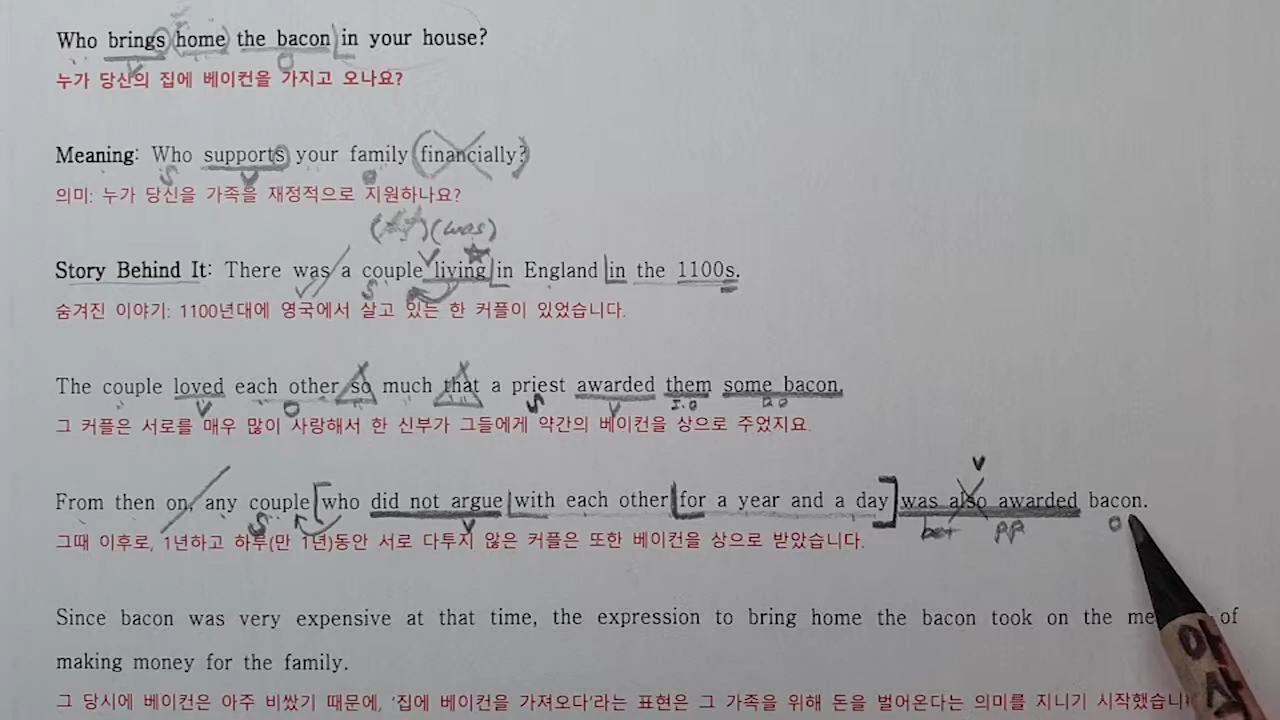 Who brings home the bacon in your house?
누가 당신의 집에 베이컨을 가지고 오나요?
Meaning: Who supports your family financially?
S V O
의미: 누가 당신을 가족을 재정적으로 지원하나요?
(was)
Story Behind It: There was a couple living in England in the 1100s.
S
숨겨진 이야기: 1100년대에 영국에서 살고 있는 한 커플이 있었습니다.
The couple loved each other so much that a priest awarded them some bacon.
V O S V I.O D.O
그 커플은 서로를 매우 많이 사랑해서 한 신부가 그들에게 약간의 베이컨을 상으로 주었지요.
V
From then on, any couple who did not argue with each other for a year and a day was also awarded bacon.
S V be동 PP O
그때 이후로, 1년하고 하루(만 1년)동안 서로 다투지 않은 커플은 또한 베이컨을 상으로 받았습니다.
Since bacon was very expensive at that time, the expression to bring home the bacon took on the of
making money for the family.
그 당시에 베이컨은 아주 비쌌기 때문에, '집에 베이컨을 가져오다'라는 표현은 그 가족을 위해 돈을 벌어온다는 의미를 지니기 시작했습니